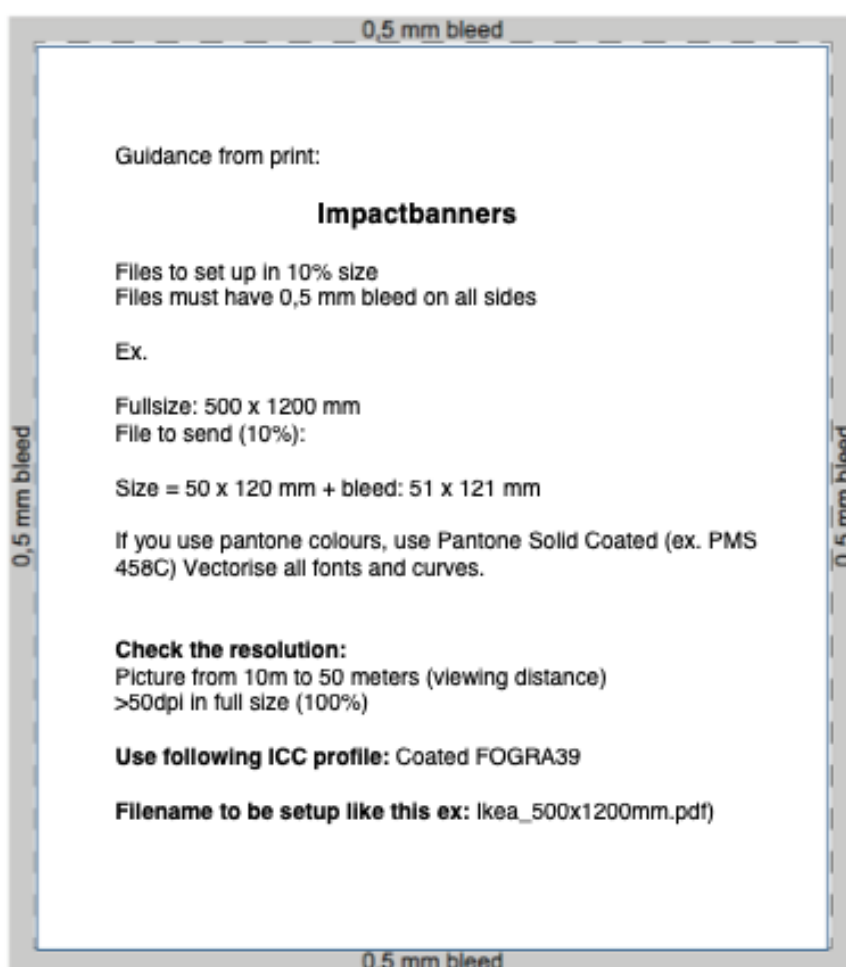 0,5 mm bleed
Guidance from print:
Impactbanners
Files to set up in 10% size
Files must have 0,5 mm bleed on all sides
Ex.
Fullsize: 500 x 1200 mm
File to send (10%):
Size = 50 x 120 mm + bleed: 51 x 121 mm
0,5 mm bleed
0,5 mm bleed
If you use pantone colours, use Pantone Solid Coated (ex. PMS
458C) Vectorise all fonts and curves.
Check the resolution:
Picture from 10m to 50 meters (viewing distance)
>50dpi in full size (100%)
Use following ICC profile: Coated FOGRA39
Filename to be setup like this ex: Ikea_500x1200mm.pdf)
0,5 mm bleed